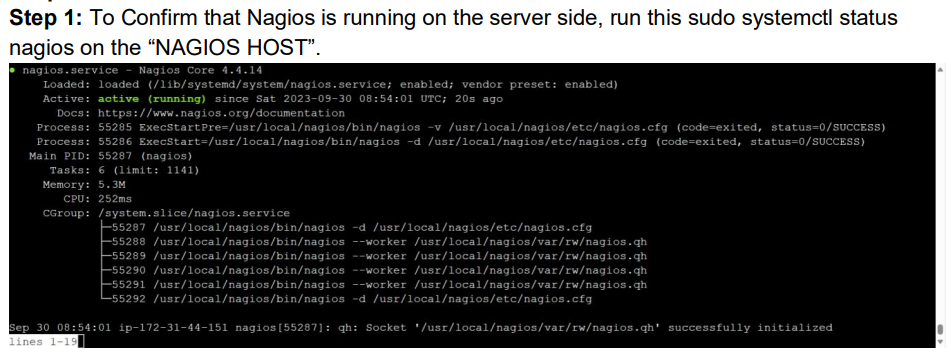 Step 1: To Confirm that Nagios is running on the server side, run this sudo systemctl status
nagios on the “NAGIOS HOST”.
● nagios.service - Nagios Core 4.4.14
Loaded: loaded (/lib/systemd/system/nagios.service; enabled; vendor preset: enabled)
Active: active (running) since Sat 2023-09-30 08:54:01 UTC; 20s ago
Docs: https://www.nagios.org/documentation
Process: 55285 ExecStartPre=/usr/local/nagios/bin/nagios -v /usr/local/nagios/etc/nagios.cfg (code=exited, status=0/SUCCESS)
Process: 55286 ExecStart=/usr/local/nagios/bin/nagios -d /usr/local/nagios/etc/nagios.cfg (code=exited, status=0/SUCCESS)
Main PID: 55287 (nagios)
Tasks: 6 (limit: 1141)
Memory: 5.3M
CPU: 252ms
CGroup: /system.slice/nagios.service
├─55287 /usr/local/nagios/bin/nagios -d /usr/local/nagios/etc/nagios.cfg
├─55288 /usr/local/nagios/bin/nagios --worker /usr/local/nagios/var/rw/nagios.qh
├─55289 /usr/local/nagios/bin/nagios --worker /usr/local/nagios/var/rw/nagios.qh
├─55290 /usr/local/nagios/bin/nagios --worker /usr/local/nagios/var/rw/nagios.qh
├─55291 /usr/local/nagios/bin/nagios --worker /usr/local/nagios/var/rw/nagios.qh
└─55292 /usr/local/nagios/bin/nagios -d /usr/local/nagios/etc/nagios.cfg
Sep 30 08:54:01 ip-172-31-44-151 nagios[55287]: qh: Socket '/usr/local/nagios/var/rw/nagios.qh' successfully initialized
lines 1-19